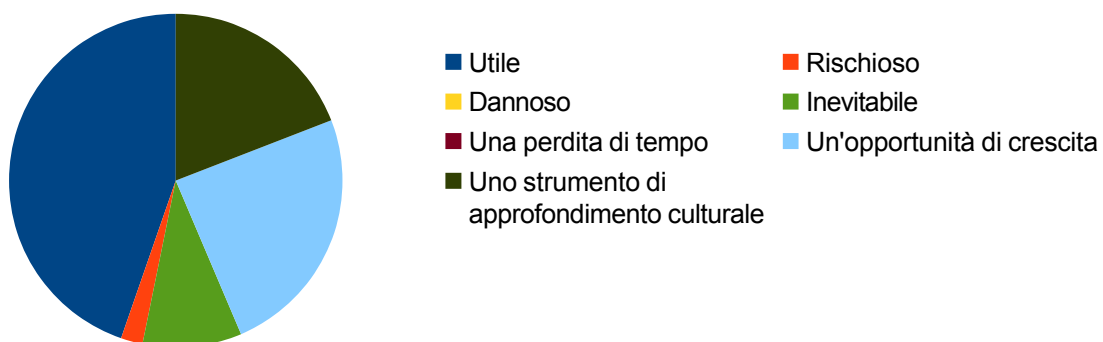 Utile
Rischioso
Dannoso
Inevitabile
Una perdita di tempo
Un'opportunità di crescita
Uno strumento di
approfondimento culturale